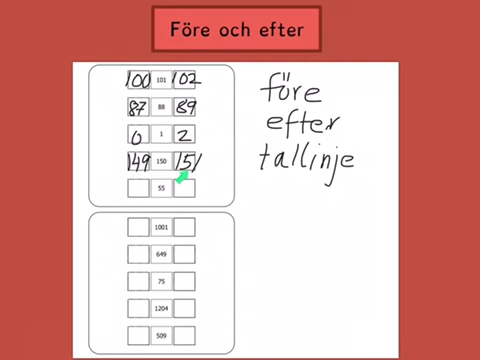 Före och efter
100 101 102
87 88 89
0 1 2
149 150 151
55
1001
649
75
1204
509
före
efter
tallinje